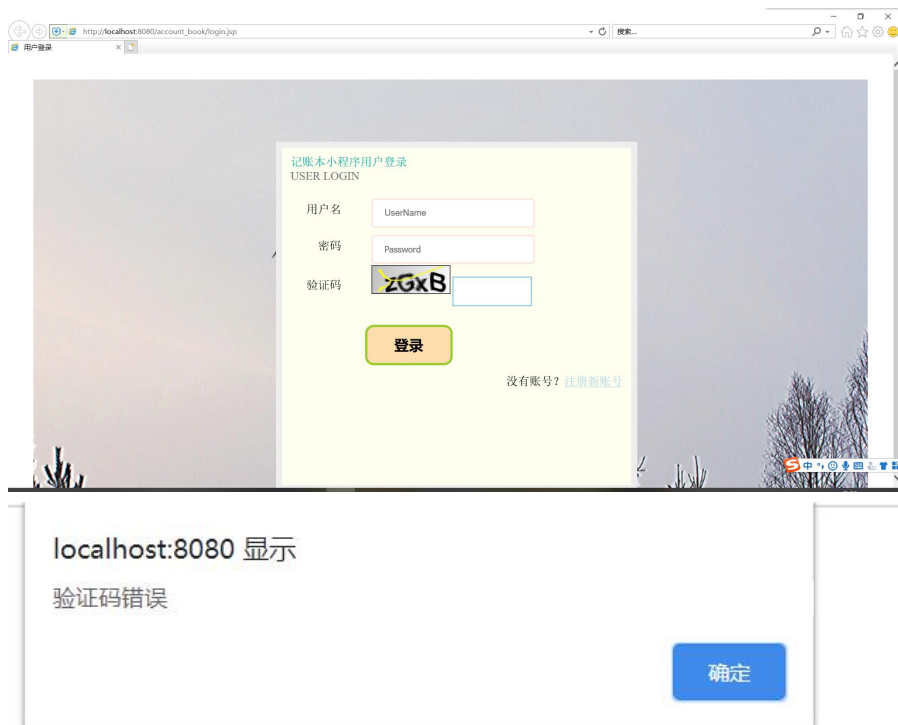 http://localhost:8080/account_book/login.jsp
搜索...
用户登录
记账本小程序用户登录
USER LOGIN
用户名 UserName
密码 Password
验证码 zGxB
登录
没有账号？注册新账号
中
localhost:8080 显示
验证码错误
确定